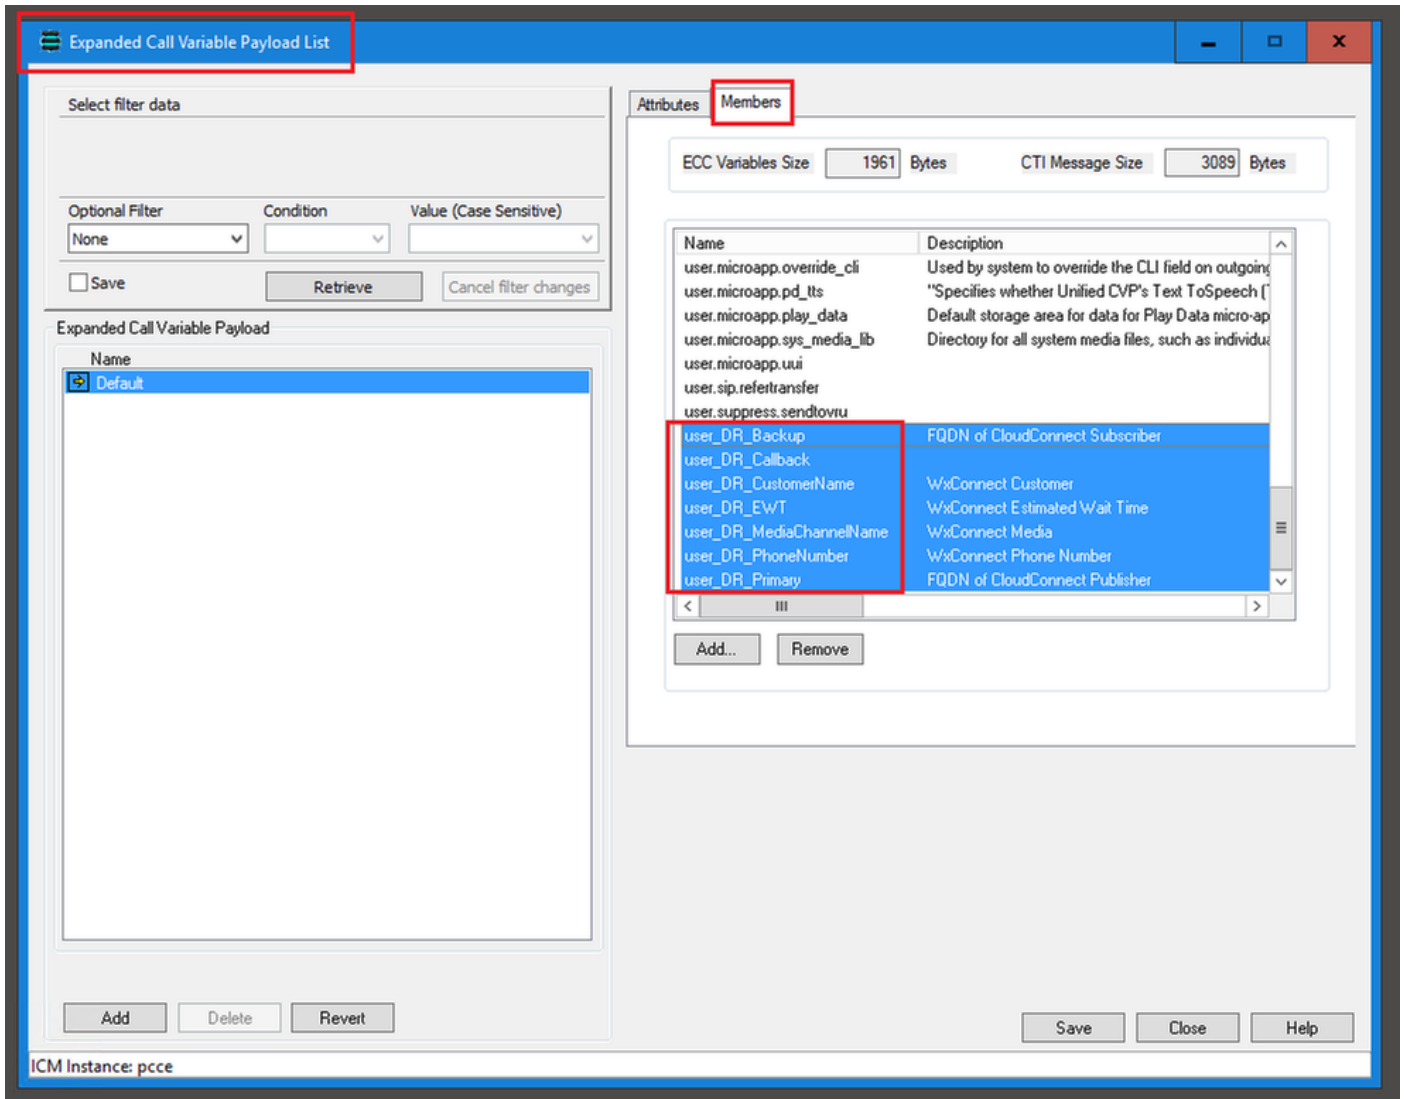 Expanded Call Variable Payload List
Select filter data
Optional Filter Condition Value (Case Sensitive)
None
Save Retrieve Cancel filter changes
Expanded Call Variable Payload
Name
Default
Add Delete Revert
Attributes Members
ECC Variables Size 1961 Bytes CTI Message Size 3089 Bytes
Name Description
user.microapp.override_cli Used by system to override the CLI field on outgoing
user.microapp.pd_tts "Specifies whether Unified CVP's Text ToSpeech (
user.microapp.play_data Default storage area for data for Play Data micro-ap
user.microapp.sys_media_lib Directory for all system media files, such as individua
user.microapp.uui
user.sip.refertransfer
user.suppress.sendtovru
user_DR_Backup FQDN of CloudConnect Subscriber
user_DR_Callback
user_DR_CustomerName WxConnect Customer
user_DR_EWT WxConnect Estimated Wait Time
user_DR_MediaChannelName WxConnect Media
user_DR_PhoneNumber WxConnect Phone Number
user_DR_Primary FQDN of CloudConnect Publisher
Add... Remove
Save Close Help
ICM Instance: pcce